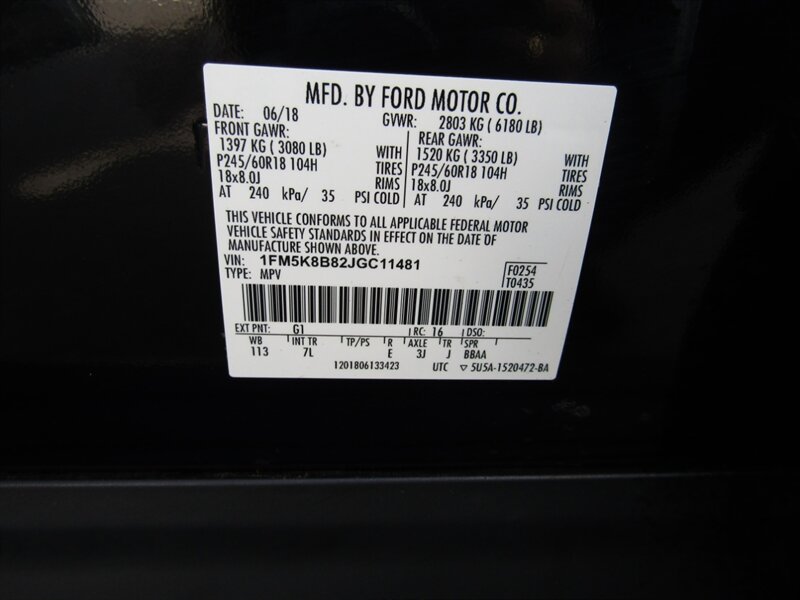 MFD. BY FORD MOTOR CO.
DATE: 06/18 GVWR: 2803 KG ( 6180 LB)
FRONT GAWR: REAR GAWR:
1397 KG ( 3080 LB) WITH 1520 KG ( 3350 LB) WITH
P245/60R18 104H TIRES P245/60R18 104H TIRES
18x8.0J RIMS 18x8.0J RIMS
AT 240 kPa/ 35 PSI COLD AT 240 kPa/ 35 PSI COLD
THIS VEHICLE CONFORMS TO ALL APPLICABLE FEDERAL MOTOR
VEHICLE SAFETY STANDARDS IN EFFECT ON THE DATE OF
MANUFACTURE SHOWN ABOVE.
VIN: 1FM5K8B82JGC11481 F0254
TYPE: MPV T0435
EXT PNT: G1 RC: 16 DSO:
WB INT TR TP/PS R AXLE TR SPR
113 7L E 3J J BBAA
1201806133423 UTC ▽ 5U5A-1520472-BA